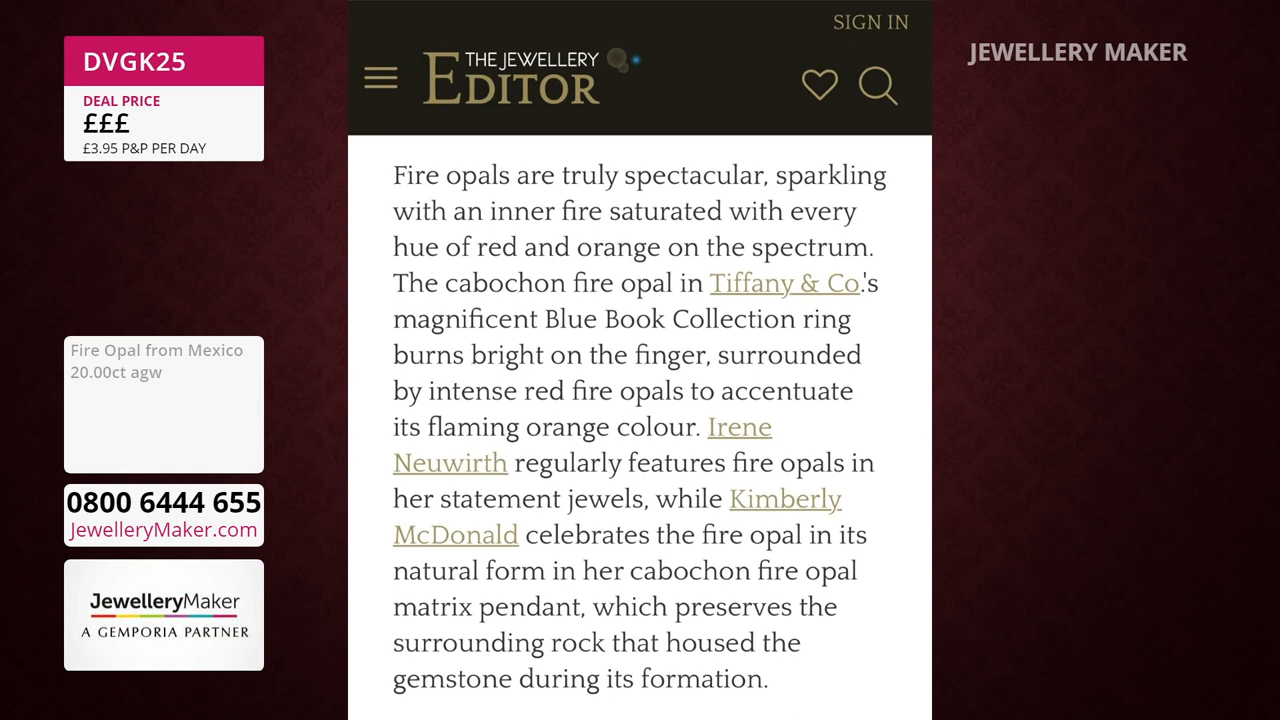 DVGK25
DEAL PRICE
£££
£3.95 P&P PER DAY
Fire Opal from Mexico
20.00ct agw
0800 6444 655
JewelleryMaker.com
JewelleryMaker
A GEMPORIA PARTNER
SIGN IN
THE JEWELLERY
EDITOR
Fire opals are truly spectacular, sparkling
with an inner fire saturated with every
hue of red and orange on the spectrum.
The cabochon fire opal in Tiffany & Co.'s
magnificent Blue Book Collection ring
burns bright on the finger, surrounded
by intense red fire opals to accentuate
its flaming orange colour. Irene
Neuwirth regularly features fire opals in
her statement jewels, while Kimberly
McDonald celebrates the fire opal in its
natural form in her cabochon fire opal
matrix pendant, which preserves the
surrounding rock that housed the
gemstone during its formation.
JEWELLERY MAKER